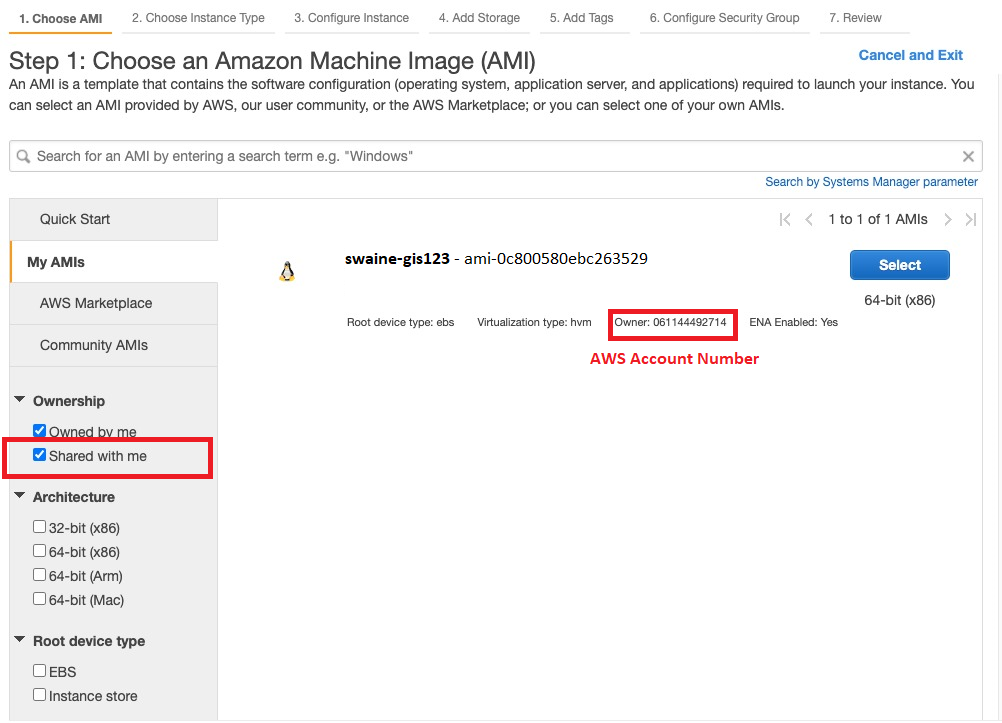 1. Choose AMI 2. Choose Instance Type 3. Configure Instance 4. Add Storage 5. Add Tags 6. Configure Security Group 7. Review
Step 1: Choose an Amazon Machine Image (AMI)
Cancel and Exit
An AMI is a template that contains the software configuration (operating system, application server, and applications) required to launch your instance. You
can select an AMI provided by AWS, our user community, or the AWS Marketplace; or you can select one of your own AMIs.
Search for an AMI by entering a search term e.g. "Windows"
Search by Systems Manager parameter
Quick Start
My AMIs
AWS Marketplace
Community AMIs
Ownership
Owned by me
Shared with me
Architecture
32-bit (x86)
64-bit (x86)
64-bit (Arm)
64-bit (Mac)
Root device type
EBS
Instance store
1 to 1 of 1 AMIs
swaine-gis123 - ami-0c800580ebc263529
Select
64-bit (x86)
Root device type: ebs Virtualization type: hvm Owner: 061144492714 ENA Enabled: Yes
AWS Account Number